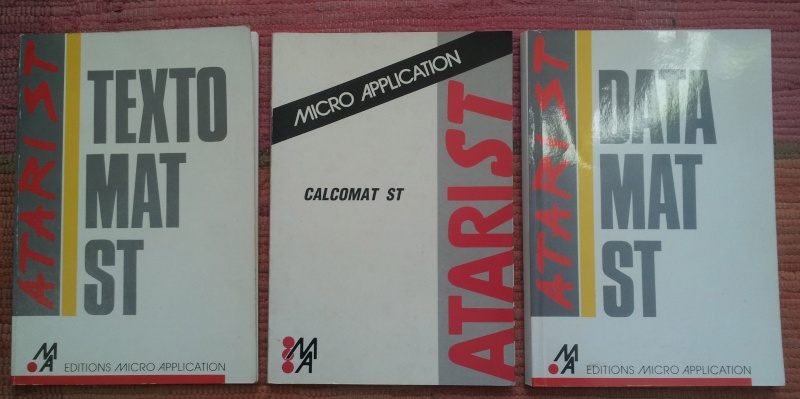 ATARI ST
TEXTO
MAT
ST
MA
EDITIONS MICRO APPLICATION
MICRO APPLICATION
CALCOMAT ST
ATARI ST
MA
ATARI ST
DATA
MAT
ST
MA
EDITIONS MICRO APPLICATION